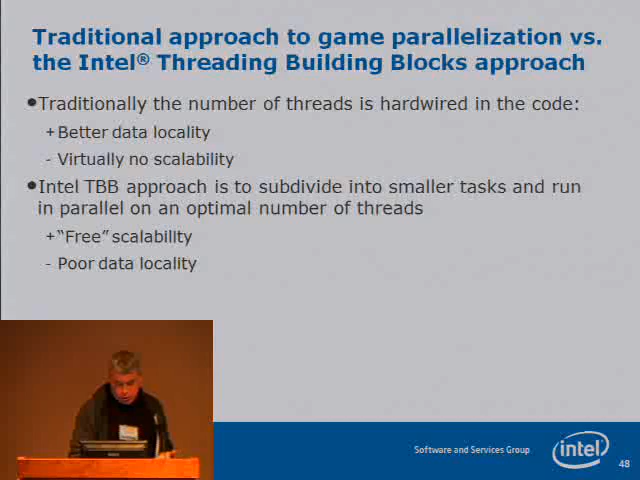 Traditional approach to game parallelization vs.
the Intel® Threading Building Blocks approach
•Traditionally the number of threads is hardwired in the code:
+ Better data locality
- Virtually no scalability
•Intel TBB approach is to subdivide into smaller tasks and run
in parallel on an optimal number of threads
+ “Free” scalability
- Poor data locality
Software and Services Group
intel
48